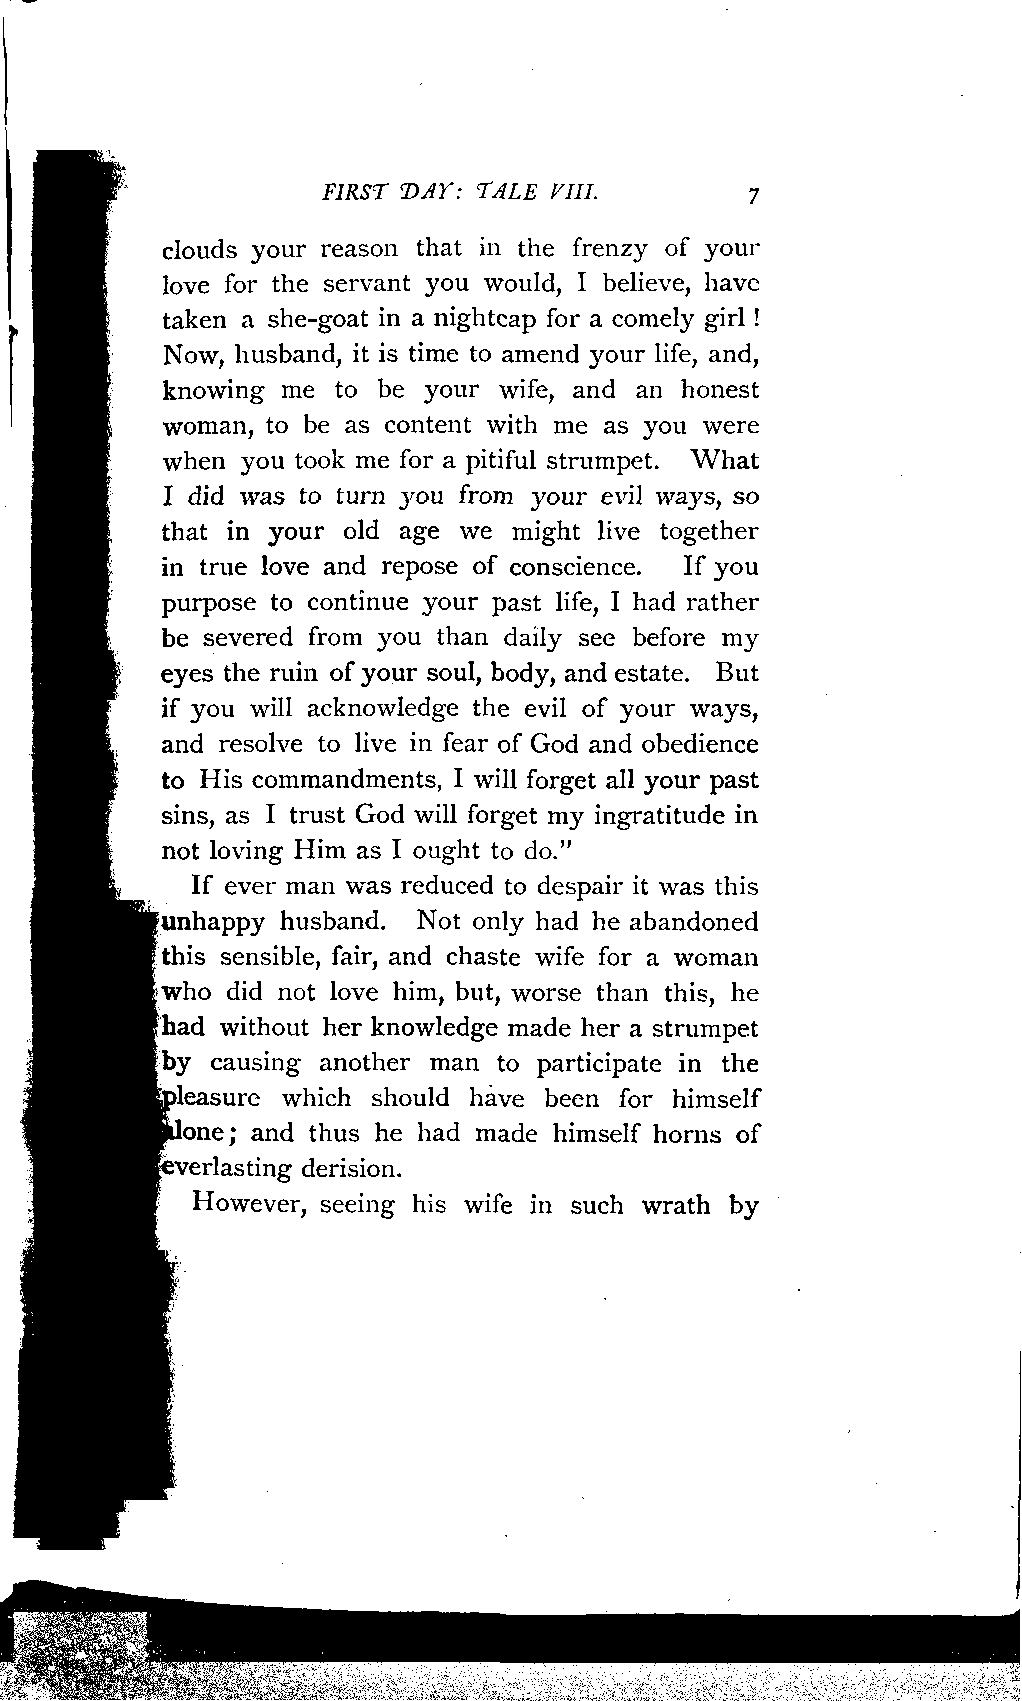 FIRST DAY: TALE VIII. 7
clouds your reason that in the frenzy of your
love for the servant you would, I believe, have
taken a she-goat in a nightcap for a comely girl!
Now, husband, it is time to amend your life, and,
knowing me to be your wife, and an honest
woman, to be as content with me as you were
when you took me for a pitiful strumpet. What
I did was to turn you from your evil ways, so
that in your old age we might live together
in true love and repose of conscience. If you
purpose to continue your past life, I had rather
be severed from you than daily see before my
eyes the ruin of your soul, body, and estate. But
if you will acknowledge the evil of your ways,
and resolve to live in fear of God and obedience
to His commandments, I will forget all your past
sins, as I trust God will forget my ingratitude in
not loving Him as I ought to do."
If ever man was reduced to despair it was this
unhappy husband. Not only had he abandoned
this sensible, fair, and chaste wife for a woman
who did not love him, but, worse than this, he
had without her knowledge made her a strumpet
by causing another man to participate in the
pleasure which should have been for himself
alone; and thus he had made himself horns of
everlasting derision.
However, seeing his wife in such wrath by